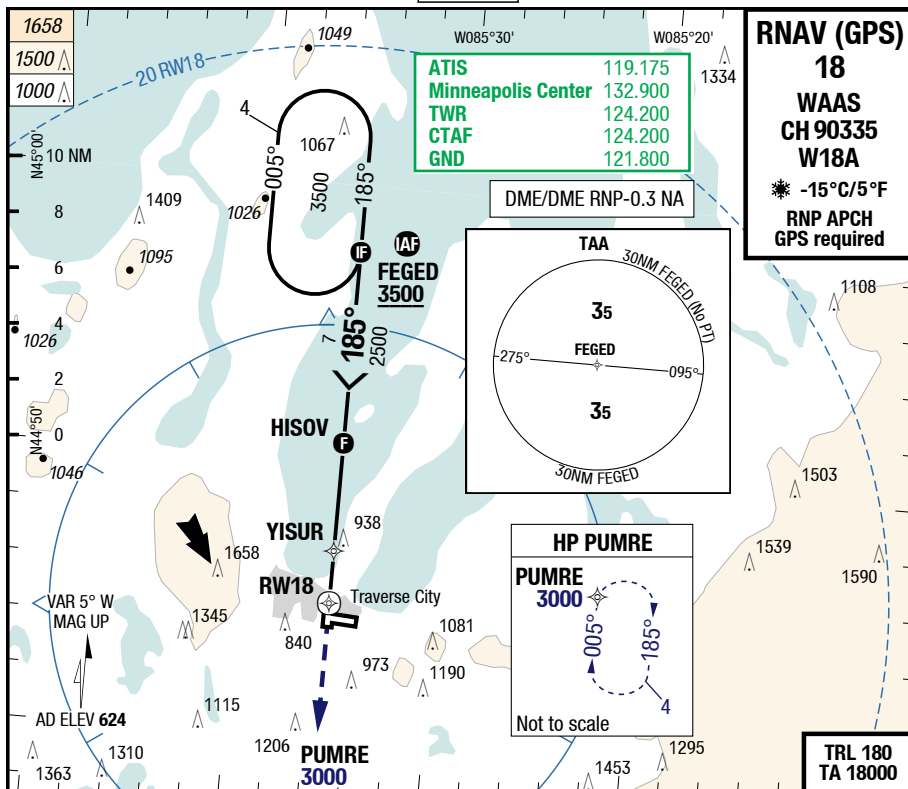 1658
1500
1000
20 RW18
1049
W085°30'
W085°20'
1334
RNAV (GPS)
18
WAAS
CH 90335
W18A
-15°C/5°F
RNP APCH
GPS required
ATIS 119.175
Minneapolis Center 132.900
TWR 124.200
CTAF 124.200
GND 121.800
DME/DME RNP-0.3 NA
4
1067
005°
3500
185°
N45°00'
10 NM
8
6
4
2
0
N44°50'
1409
1095
1026
1026
1046
IF
IAF
FEGED
3500
7
185°
2500
TAA
30NM FEGED (No PT)
35
FEGED
275°
095°
35
30NM FEGED
1108
HISOV
F
1503
YISUR
938
1658
RW18
Traverse City
1539
1590
HP PUMRE
PUMRE
3000
005°
185°
4
Not to scale
VAR 5° W
MAG UP
1345
840
1081
973
1190
AD ELEV 624
1115
1206
PUMRE
3000
1363
1310
1453
1295
TRL 180
TA 18000